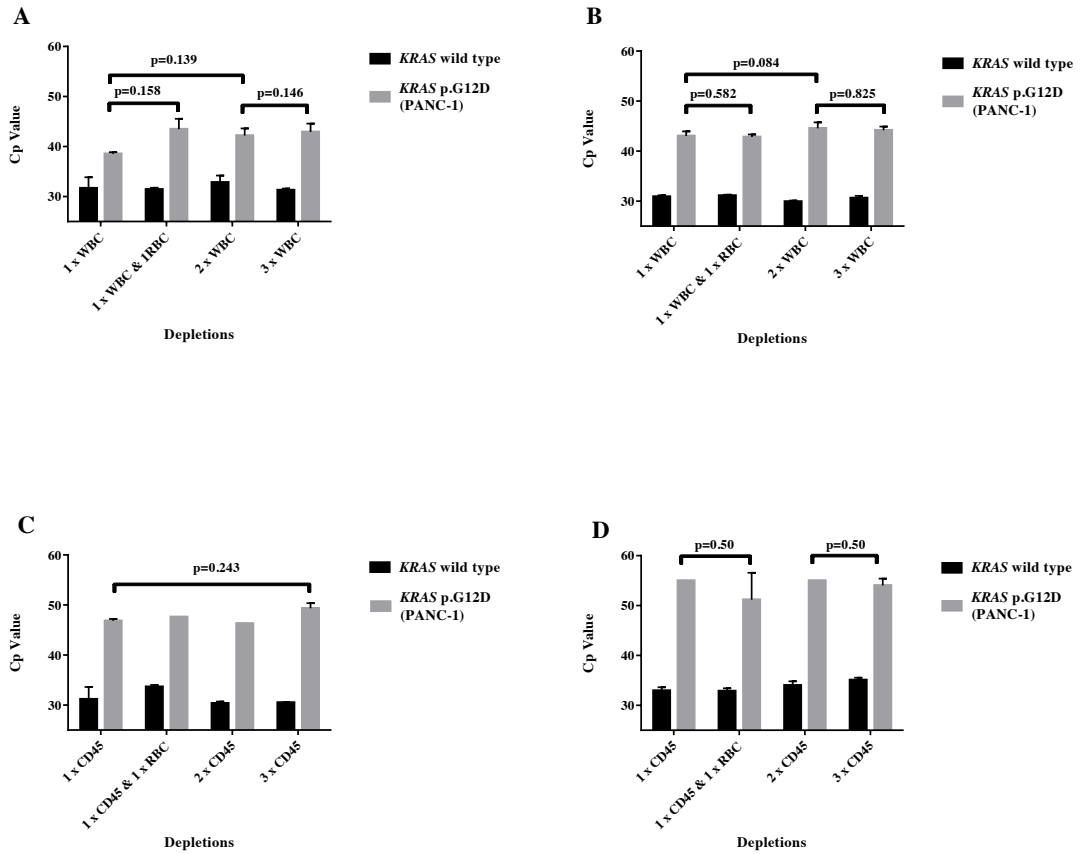 A
60
50
40
30
Cp Value
p=0.139
p=0.158
p=0.146
1 x WBC
1 x WBC & 1RBC
2 x WBC
3 x WBC
Depletions
KRAS wild type
KRAS p.G12D
(PANC-1)
B
60
50
40
30
Cp Value
p=0.084
p=0.582
p=0.825
1 x WBC
1 x WBC & 1 x RBC
2 x WBC
3 x WBC
Depletions
KRAS wild type
KRAS p.G12D
(PANC-1)
C
60
50
40
30
Cp Value
p=0.243
1 x CD45
1 x CD45 & 1 x RBC
2 x CD45
3 x CD45
Depletions
KRAS wild type
KRAS p.G12D
(PANC-1)
D
60
50
40
30
Cp Value
p=0.50
p=0.50
1 x CD45
1 x CD45 & 1 x RBC
2 x CD45
3 x CD45
Depletions
KRAS wild type
KRAS p.G12D
(PANC-1)